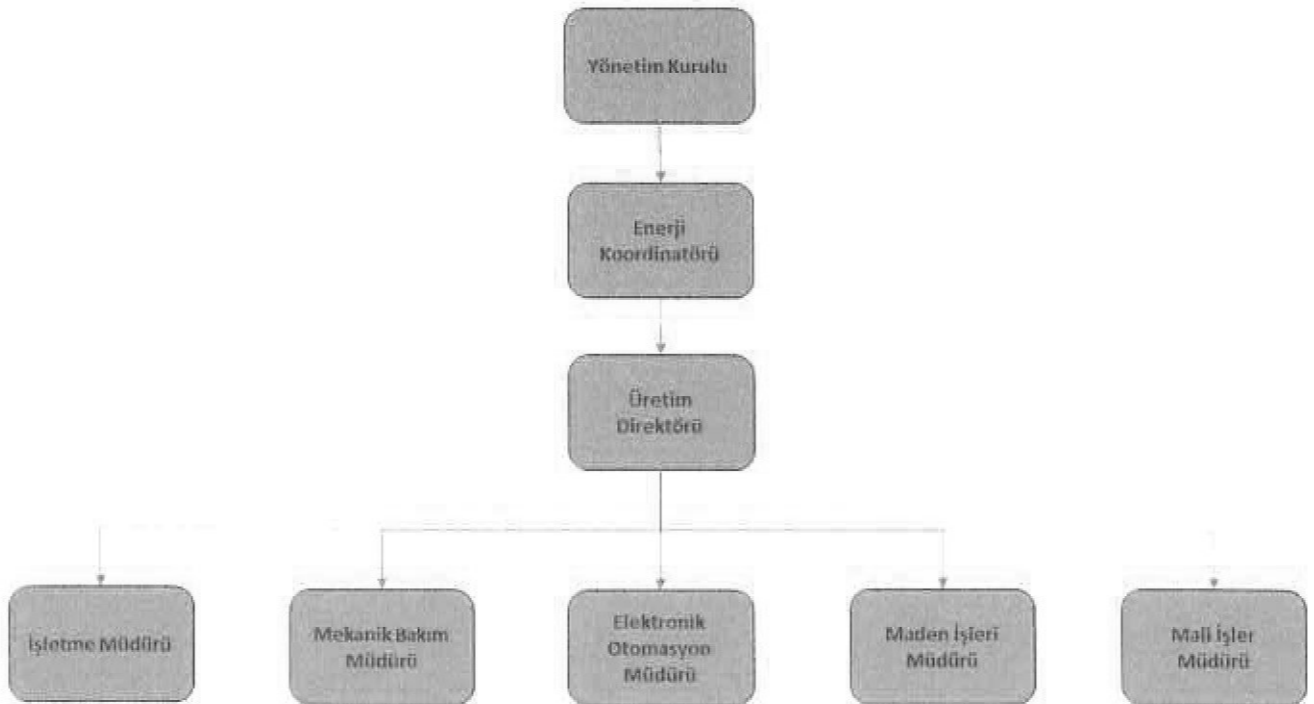 Yönetim Kurulu
Enerji
Koordinatörü
Üretim
Direktörü
İşletme Müdürü
Mekanik Bakım
Müdürü
Elektronik
Otomasyon
Müdürü
Maden İşleri
Müdürü
Mali İşler
Müdürü